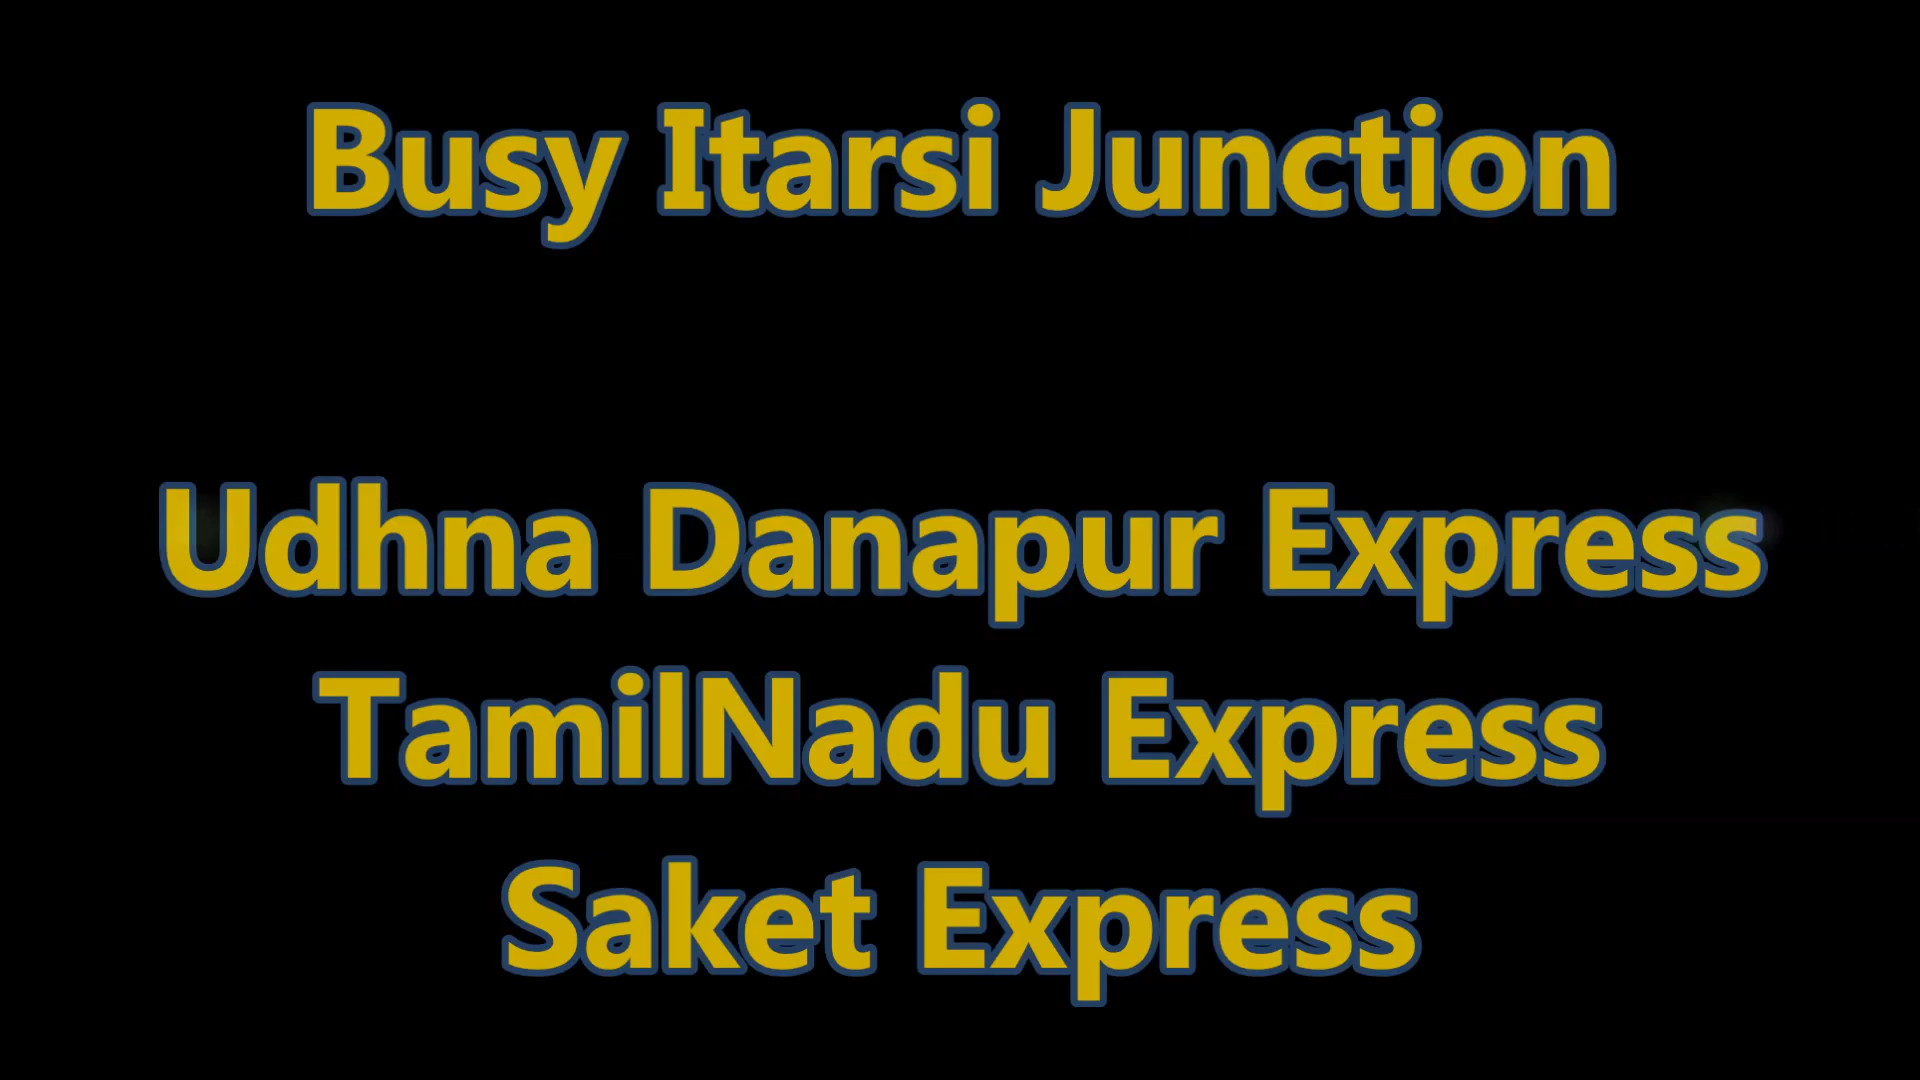 Busy Itarsi Junction
Udhna Danapur Express
TamilNadu Express
Saket Express